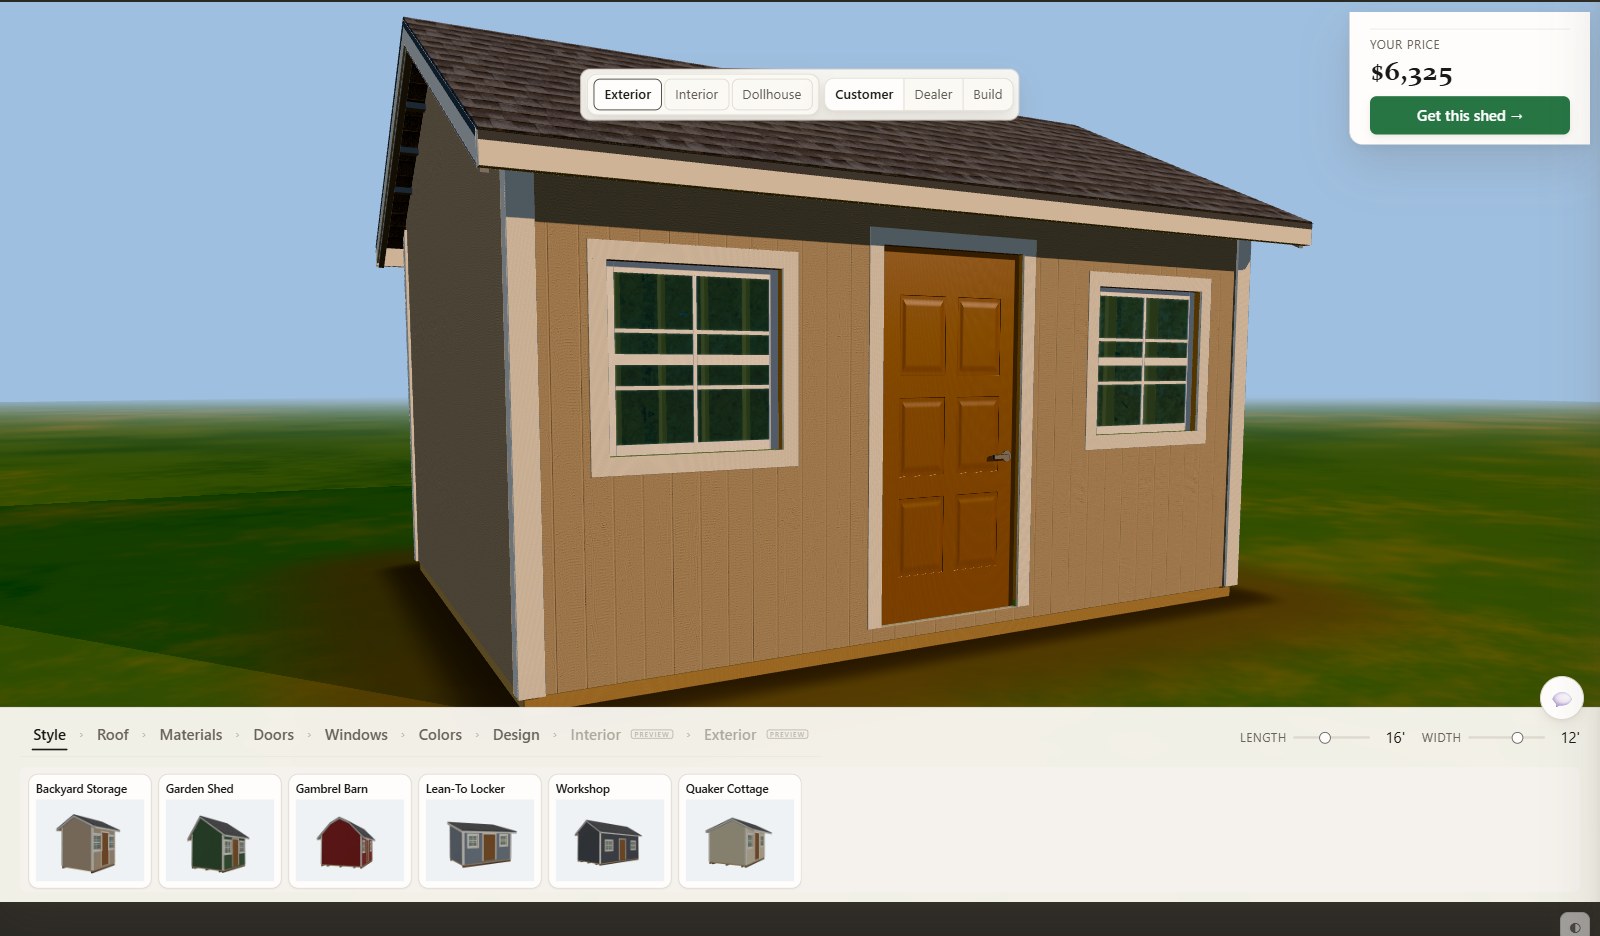 Exterior Interior Dollhouse Customer Dealer Build
YOUR PRICE
$6,325
Get this shed →
Style › Roof › Materials › Doors › Windows › Colors › Design › Interior PREVIEW › Exterior PREVIEW
LENGTH 16' WIDTH 12'
Backyard Storage
Garden Shed
Gambrel Barn
Lean-To Locker
Workshop
Quaker Cottage